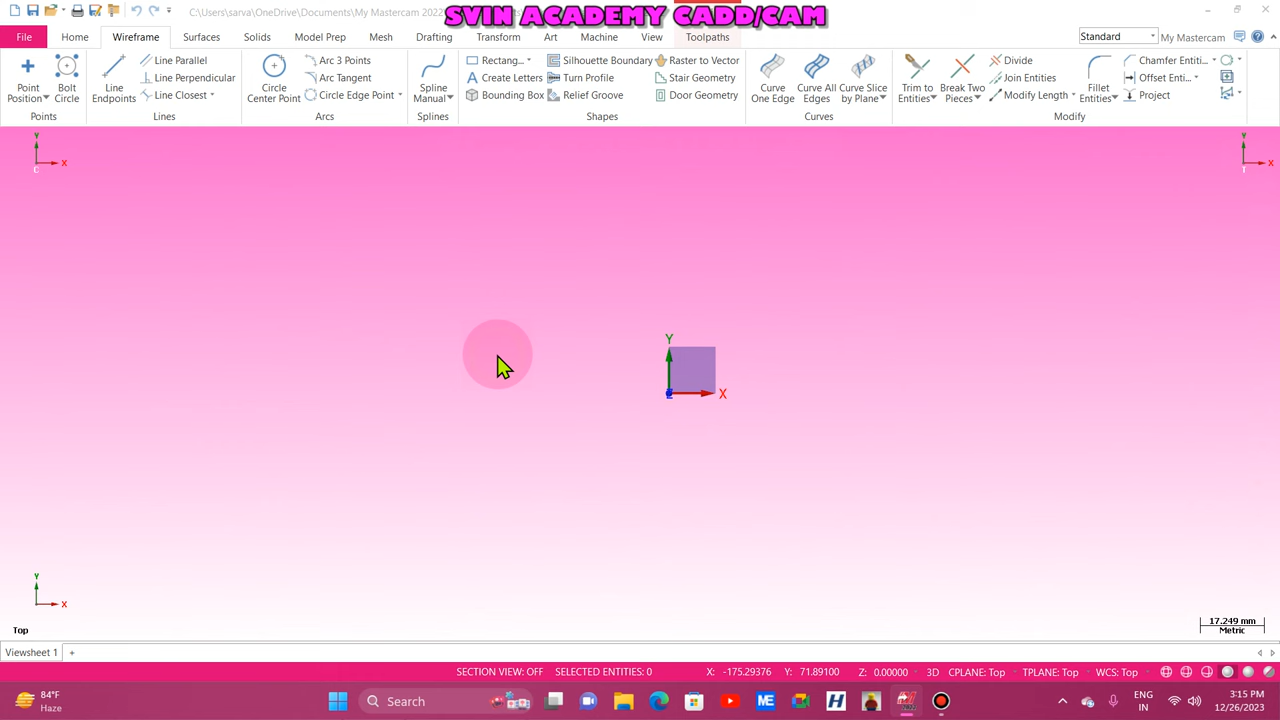 C:\Users\sarva\OneDrive\Documents\My Mastercam 2022
SVIN ACADEMY CADD/CAM
File Home Wireframe Surfaces Solids Model Prep Mesh Drafting Transform Art Machine View Toolpaths Standard My Mastercam
Point Position
Bolt Circle
Points
Line Endpoints
Line Parallel
Line Perpendicular
Line Closest
Lines
Circle Center Point
Arc 3 Points
Arc Tangent
Circle Edge Point
Arcs
Spline Manual
Splines
Rectang...
Create Letters
Bounding Box
Silhouette Boundary
Turn Profile
Relief Groove
Raster to Vector
Stair Geometry
Door Geometry
Shapes
Curve One Edge
Curve All Edges
Curve Slice by Plane
Curves
Trim to Entities
Break Two Pieces
Divide
Join Entities
Modify Length
Fillet Entities
Chamfer Entities...
Offset Enti...
Project
Modify
Y
X
C
Y
X
T
Y
X
Z
Y
X
Top
17.249 mm
Metric
Viewsheet 1 +
SECTION VIEW: OFF SELECTED ENTITIES: 0 X: -175.29376 Y: 71.89100 Z: 0.00000 3D CPLANE: Top TPLANE: Top WCS: Top
84°F
Haze
Search
ME
H
ENG
IN
3:15 PM
12/26/2023